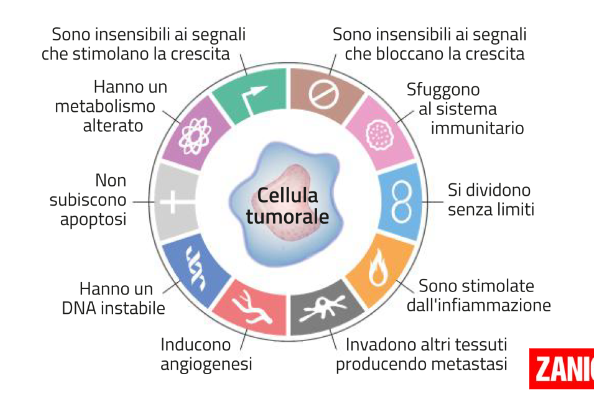 Sono insensibili ai segnali
che stimolano la crescita
Sono insensibili ai segnali
che bloccano la crescita
Hanno un
metabolismo
alterato
Sfuggono
al sistema
immunitario
Non
subiscono
apoptosi
Cellula
tumorale
Si dividono
senza limiti
Hanno un
DNA instabile
Sono stimolate
dall'infiammazione
Inducono
angiogenesi
Invadono altri tessuti
producendo metastasi